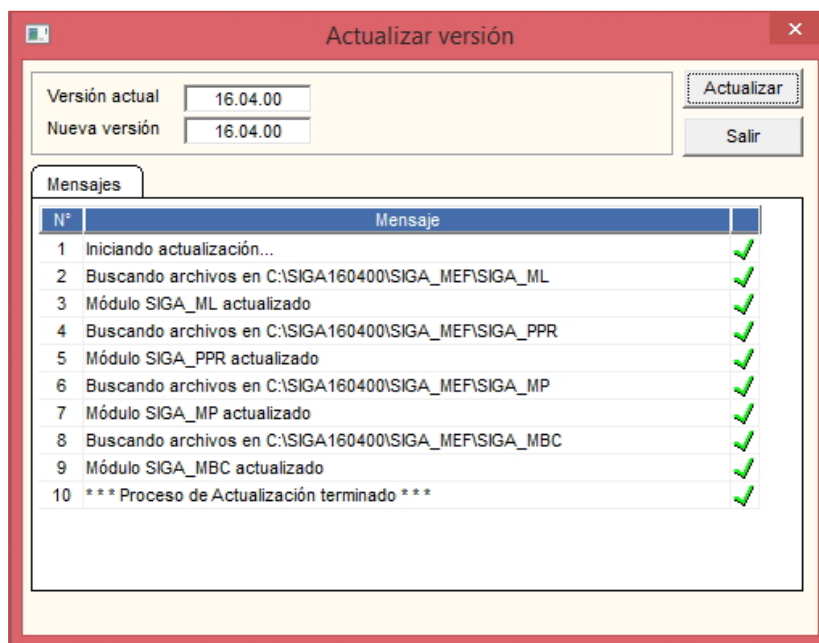 Actualizar versión
Versión actual 16.04.00
Actualizar
Nueva versión 16.04.00
Salir
Mensajes
N° Mensaje
1 Iniciando actualización...
2 Buscando archivos en C:\SIGA160400\SIGA_MEF\SIGA_ML
3 Módulo SIGA_ML actualizado
4 Buscando archivos en C:\SIGA160400\SIGA_MEF\SIGA_PPR
5 Módulo SIGA_PPR actualizado
6 Buscando archivos en C:\SIGA160400\SIGA_MEF\SIGA_MP
7 Módulo SIGA_MP actualizado
8 Buscando archivos en C:\SIGA160400\SIGA_MEF\SIGA_MBC
9 Módulo SIGA_MBC actualizado
10 * * * Proceso de Actualización terminado * * *